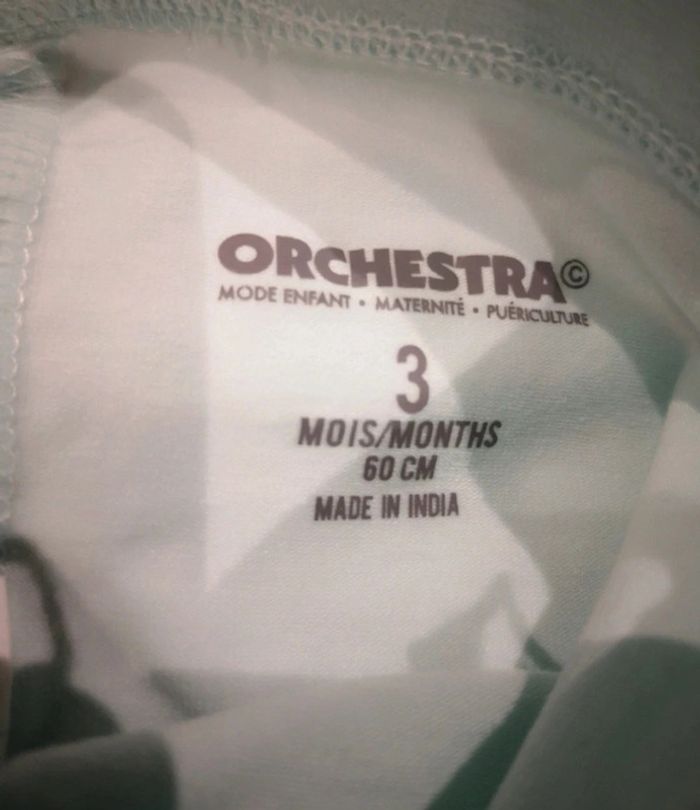 ORCHESTRA©
MODE ENFANT • MATERNITÉ • PUÉRICULTURE
3
MOIS/MONTHS
60 CM
MADE IN INDIA